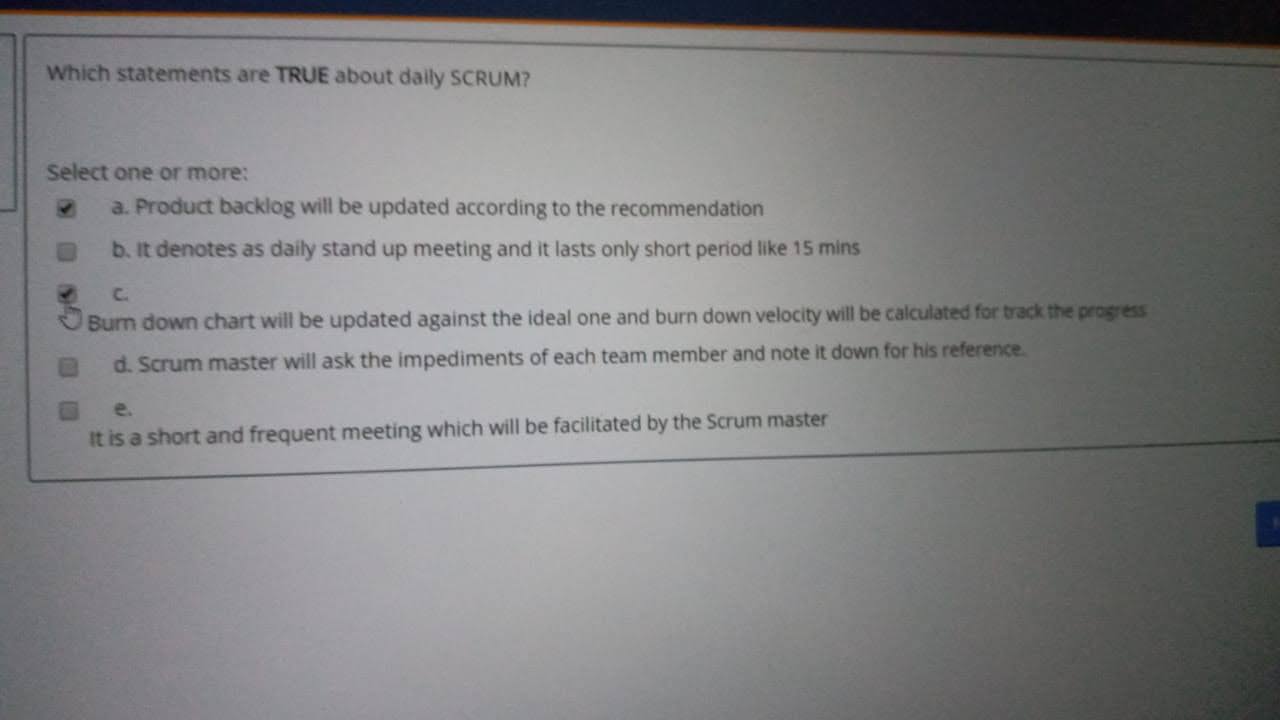 Which statements are TRUE about daily SCRUM?
Select one or more:
a. Product backlog will be updated according to the recommendation
b. It denotes as daily stand up meeting and it lasts only short period like 15 mins
c.
Burn down chart will be updated against the ideal one and burn down velocity will be calculated for track the progress
d. Scrum master will ask the impediments of each team member and note it down for his reference.
e.
It is a short and frequent meeting which will be facilitated by the Scrum master